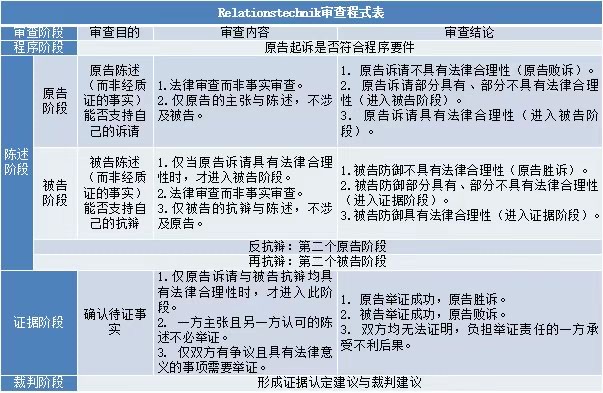 Relationstechnik审查程式表
审查阶段 审查目的 审查内容 审查结论
程序阶段 原告起诉是否符合程序要件
陈述阶段
原告阶段
原告陈述
（而非经质
证的事实）
能否支持自
己的诉请
1.法律审查而非事实审查。
2.仅原告的主张与陈述，不涉
及被告。
1. 原告诉请不具有法律合理性（原告败诉）。
2. 原告诉请部分具有、部分不具有法律合理
性（进入被告阶段）。
3. 原告诉请具有法律合理性（进入被告阶
段）。
被告阶段
被告陈述
（而非经质
证的事实）
能否支持自
己的抗辩
1.仅当原告诉请具有法律合理
性时，才进入被告阶段。
2.法律审查而非事实审查。
3.仅被告的抗辩与陈述，不涉
及原告。
1.被告防御不具有法律合理性（原告胜诉）。
2.被告防御部分具有、部分不具有法律合理性
（进入证据阶段）。
3.被告防御具有法律合理性（进入证据阶段）。
反抗辩：第二个原告阶段
再抗辩：第二个被告阶段
证据阶段
确认待证事
实
1.仅原告诉请与被告抗辩均具
有法律合理性时，才进入此阶
段。
2. 一方主张且另一方认可的陈
述不必举证。
3. 仅双方有争议且具有法律意
义的事项需要举证。
1. 原告举证成功，原告胜诉。
2. 被告举证成功，原告败诉。
3. 双方均无法证明，负担举证责任的一方承
受不利后果。
裁判阶段 形成证据认定建议与裁判建议